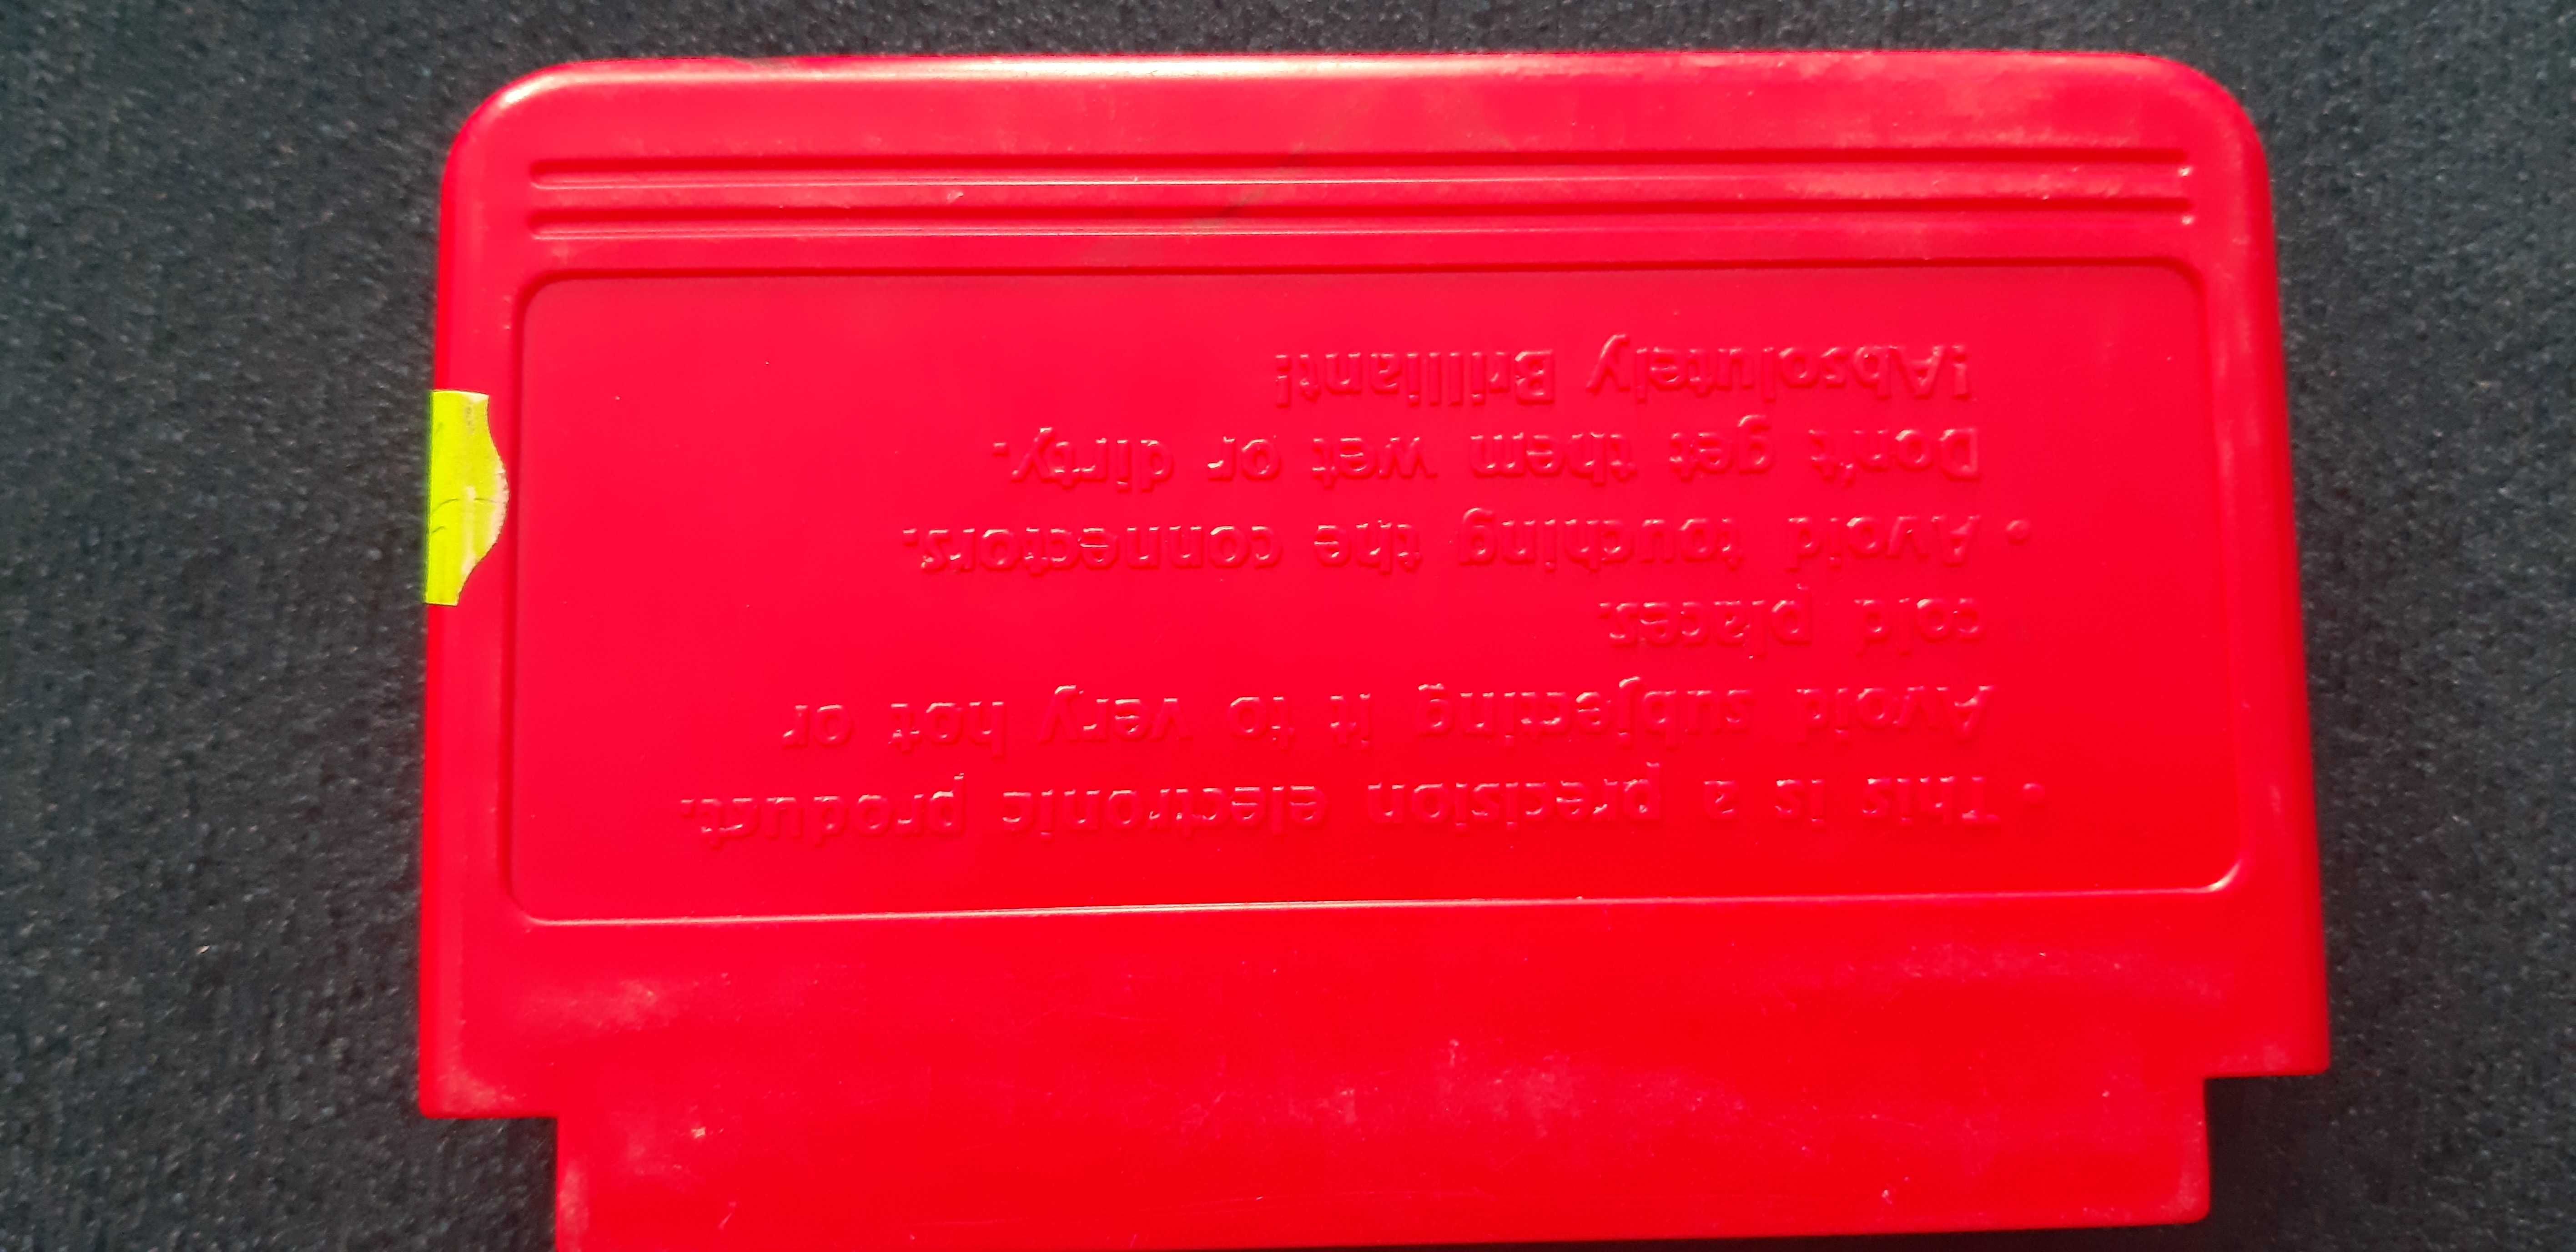 • This is a precision electronic product.
Avoid subjecting it to very hot or
cold places.
• Avoid touching the connectors.
Don't get them wet or dirty.
!Absolutely Brilliant!